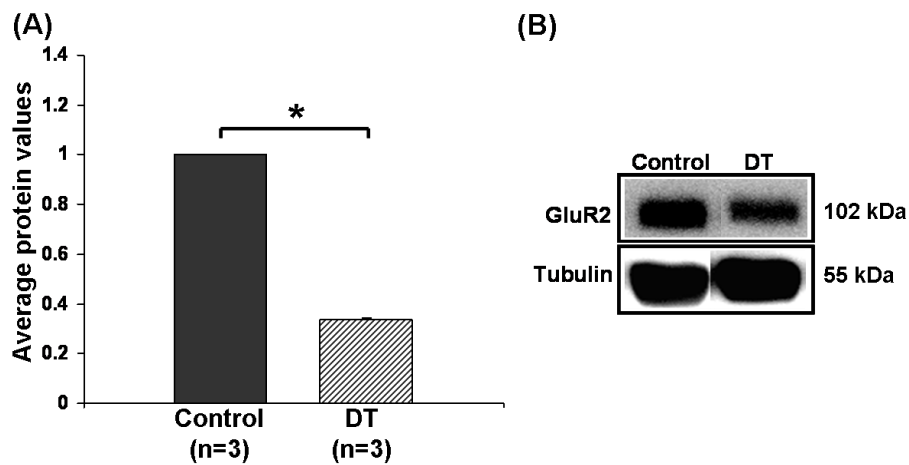 (A)
Average protein values
1.4
1.2
1
0.8
0.6
0.4
0.2
0
*
Control
(n=3)
DT
(n=3)
(B)
Control DT
GluR2 102 kDa
Tubulin 55 kDa